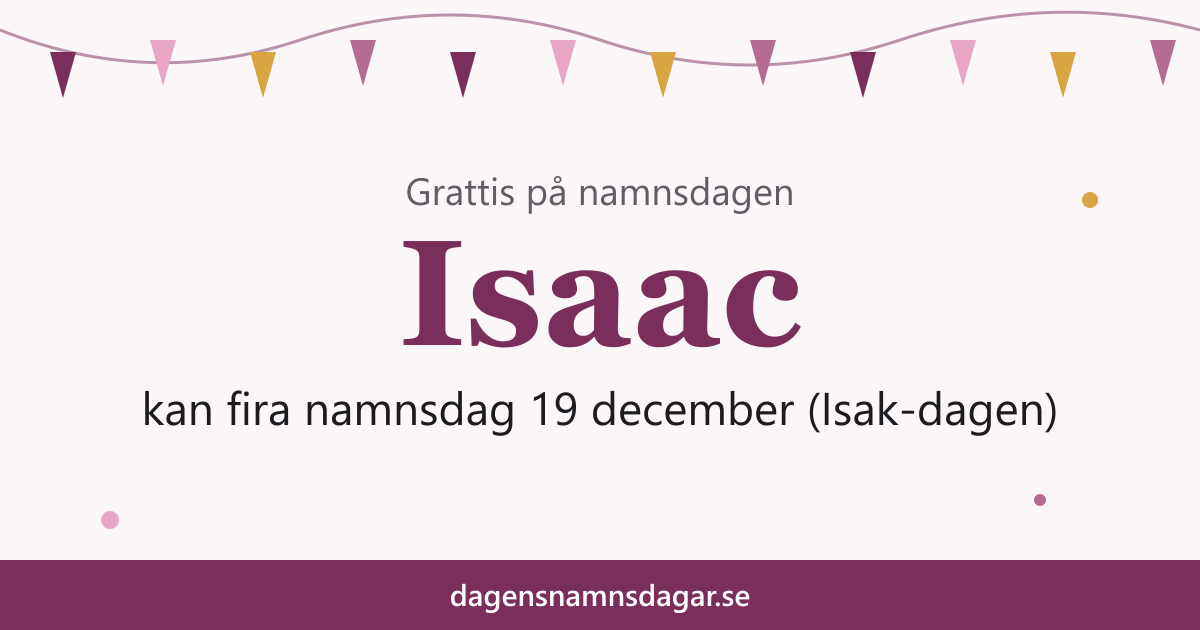 Grattis på namnsdagen
Isaac
kan fira namnsdag 19 december (Isak-dagen)
dagensnamnsdagar.se